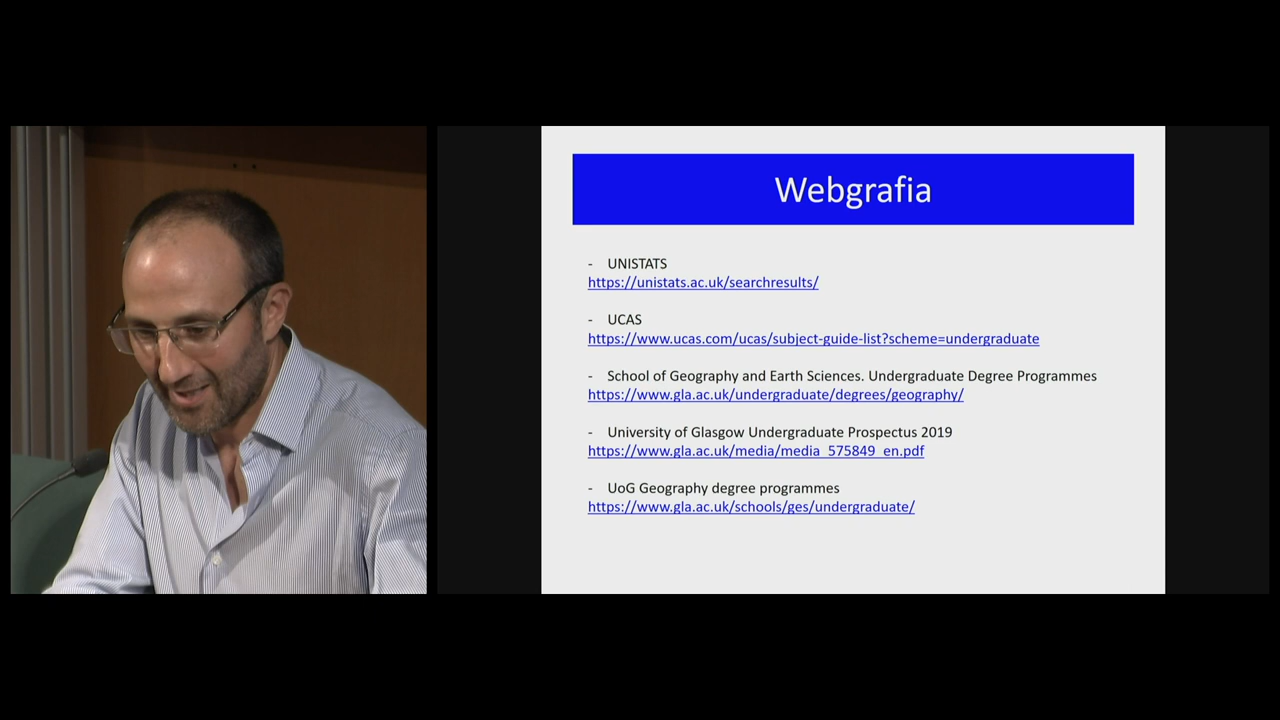 Webgrafia
- UNISTATS
https://unistats.ac.uk/searchresults/
- UCAS
https://www.ucas.com/ucas/subject-guide-list?scheme=undergraduate
- School of Geography and Earth Sciences. Undergraduate Degree Programmes
https://www.gla.ac.uk/undergraduate/degrees/geography/
- University of Glasgow Undergraduate Prospectus 2019
https://www.gla.ac.uk/media/media_575849_en.pdf
- UoG Geography degree programmes
https://www.gla.ac.uk/schools/ges/undergraduate/